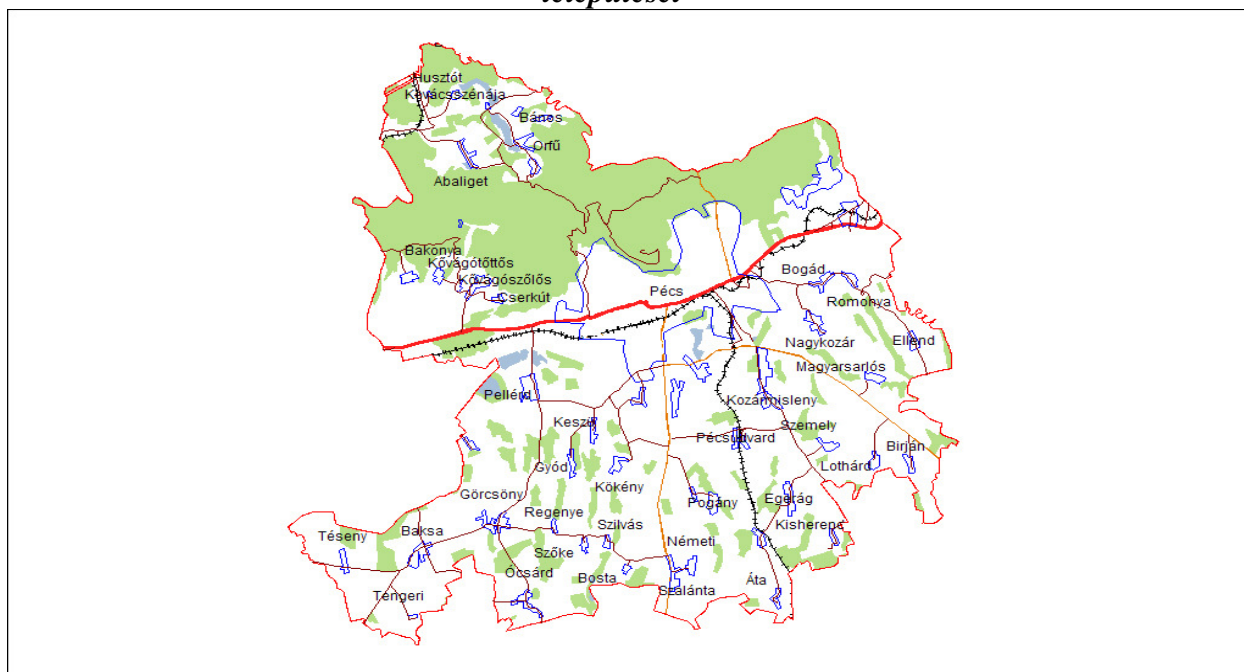 települései
Husztót
Kovácsszénája
Bános
Orfű
Abaliget
Bakonya
Kővágótőttős
Kővágószőlős
Cserkút
Pécs
Bogád
Romonya
Nagykozár
Ellend
Magyarsarlós
Pellérd
Kozármisleny
Keszü
Szemely
Pécsudvard
Birján
Lothárd
Gyód
Kökény
Görcsöny
Pogány
Egerág
Regenye
Szilvás
Kisherend
Téseny
Baksa
Németi
Szőke
Ócsárd
Bosta
Áta
Szalánta
Tengeri